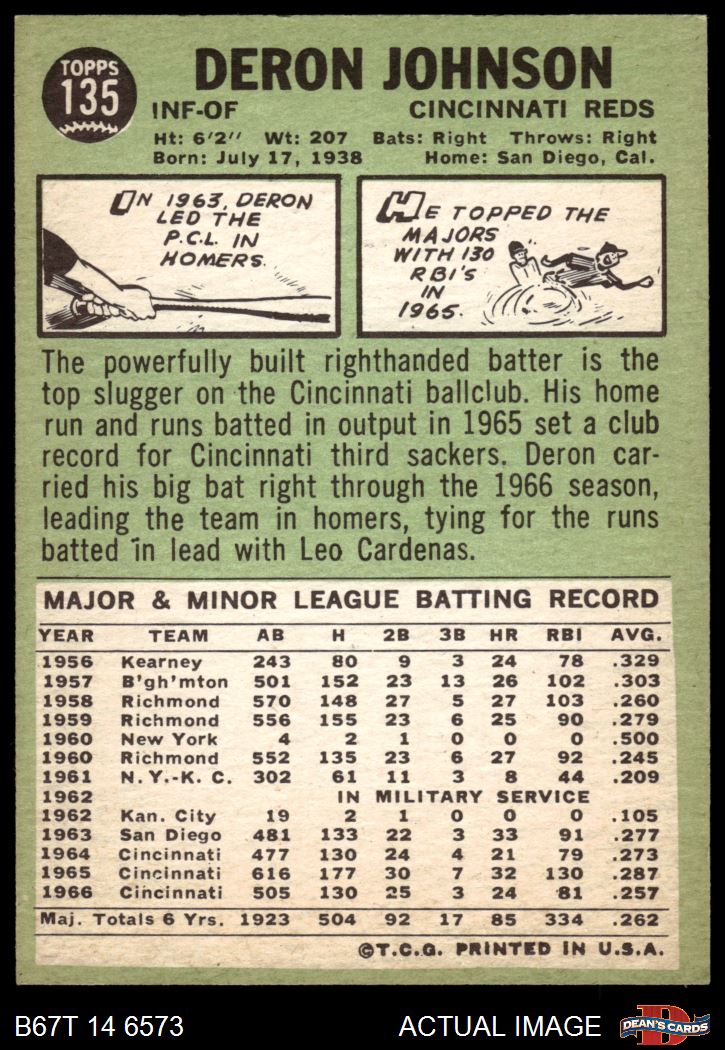 TOPPS
135
DERON JOHNSON
INF-OF CINCINNATI REDS
Ht: 6'2" Wt: 207 Bats: Right Throws: Right
Born: July 17, 1938 Home: San Diego, Cal.
IN 1963, DERON
LED THE
P.C.L. IN
HOMERS.
HE TOPPED THE
MAJORS
WITH 130
RBI'S
IN
1965.
The powerfully built righthanded batter is the
top slugger on the Cincinnati ballclub. His home
run and runs batted in output in 1965 set a club
record for Cincinnati third sackers. Deron car-
ried his big bat right through the 1966 season,
leading the team in homers, tying for the runs
batted in lead with Leo Cardenas.
MAJOR & MINOR LEAGUE BATTING RECORD
YEAR TEAM AB H 2B 3B HR RBI AVG.
1956 Kearney 243 80 9 3 24 78 .329
1957 B'gh'mton 501 152 23 13 26 102 .303
1958 Richmond 570 148 27 5 27 103 .260
1959 Richmond 556 155 23 6 25 90 .279
1960 New York 4 2 1 0 0 0 .500
1960 Richmond 552 135 23 6 27 92 .245
1961 N.Y.-K.C. 302 61 11 3 8 44 .209
1962 IN MILITARY SERVICE
1962 Kan. City 19 2 1 0 0 0 .105
1963 San Diego 481 133 22 3 33 91 .277
1964 Cincinnati 477 130 24 4 21 79 .273
1965 Cincinnati 616 177 30 7 32 130 .287
1966 Cincinnati 505 130 25 3 24 81 .257
Maj. Totals 6 Yrs. 1923 504 92 17 85 334 .262
©T.C.G. PRINTED IN U.S.A.
B67T 14 6573 ACTUAL IMAGE D DEAN'S CARDS